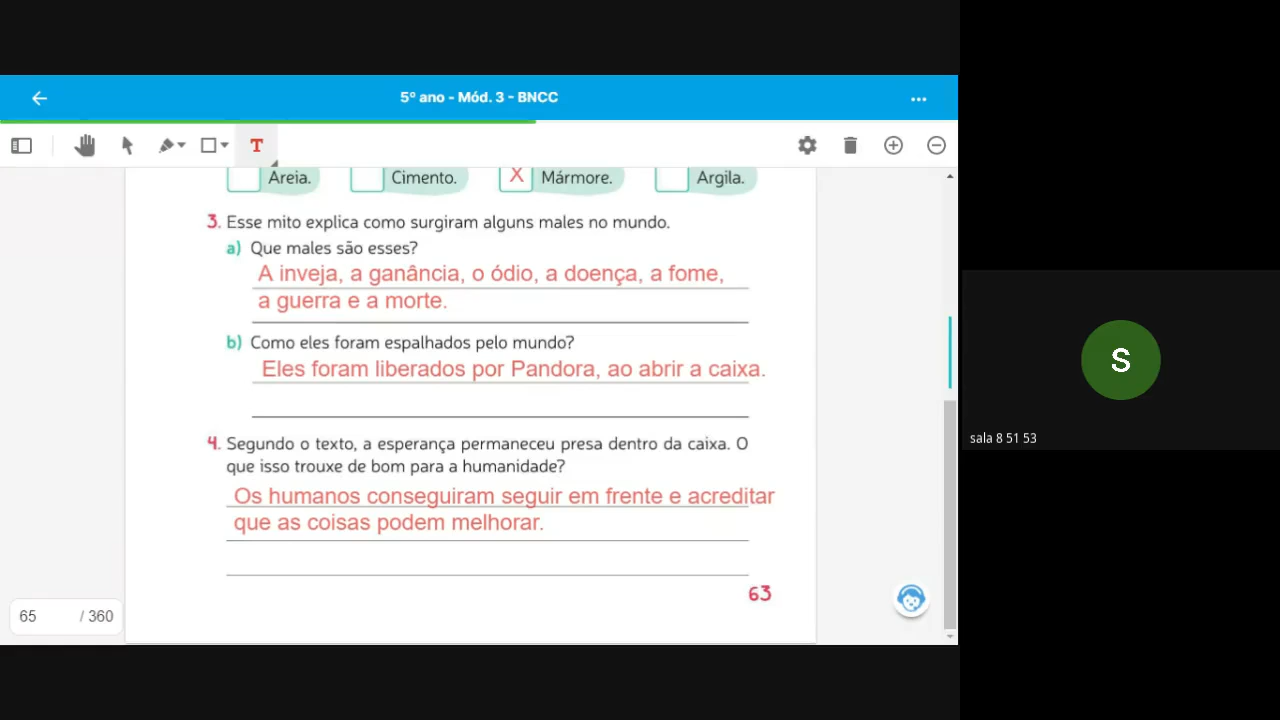 5º ano - Mód. 3 - BNCC
T
Areia.
Cimento.
X Mármore.
Argila.
3. Esse mito explica como surgiram alguns males no mundo.
a) Que males são esses?
A inveja, a ganância, o ódio, a doença, a fome,
a guerra e a morte.
b) Como eles foram espalhados pelo mundo?
Eles foram liberados por Pandora, ao abrir a caixa.
4. Segundo o texto, a esperança permaneceu presa dentro da caixa. O
que isso trouxe de bom para a humanidade?
Os humanos conseguiram seguir em frente e acreditar
que as coisas podem melhorar.
63
65 / 360
S
sala 8 51 53